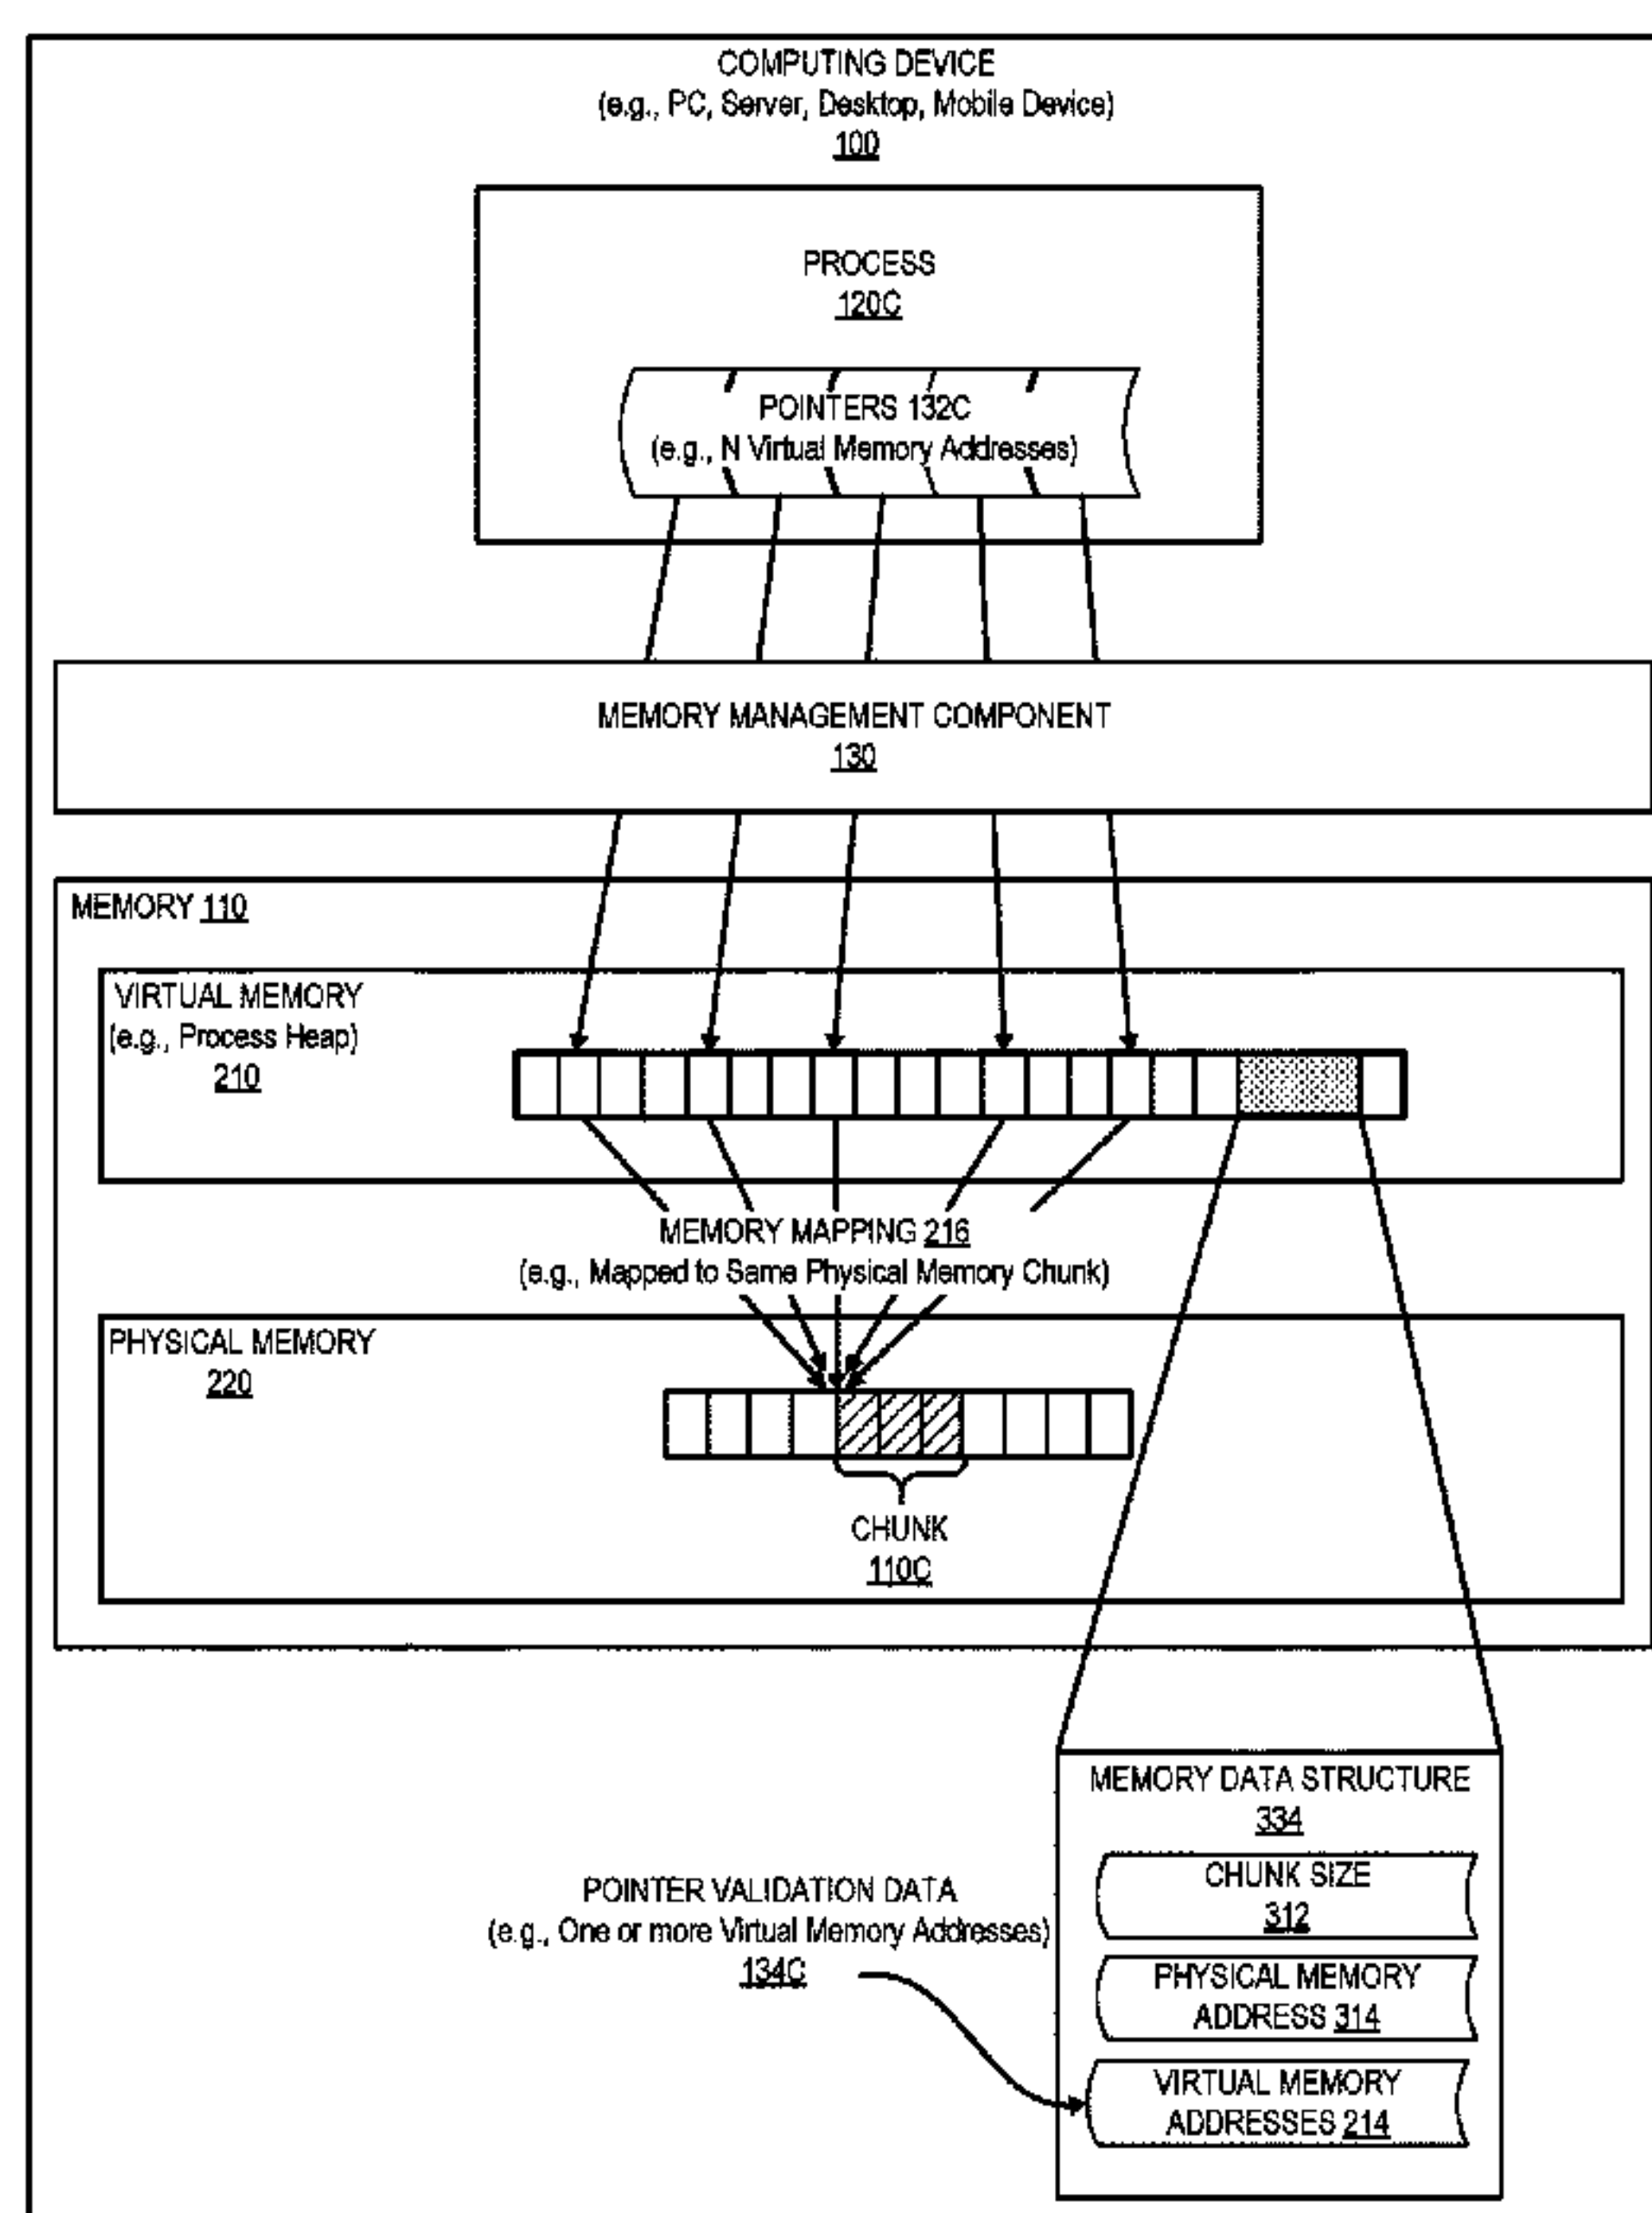 COMPUTING DEVICE
(e.g., PC, Server, Desktop, Mobile Device)
100
PROCESS
120C
POINTERS 132C
(e.g., N Virtual Memory Addresses)
MEMORY MANAGEMENT COMPONENT
130
MEMORY 110
VIRTUAL MEMORY
(e.g., Process Heap)
210
MEMORY MAPPING 216
(e.g., Mapped to Same Physical Memory Chunk)
PHYSICAL MEMORY
220
CHUNK
110C
MEMORY DATA STRUCTURE
334
CHUNK SIZE
312
PHYSICAL MEMORY
ADDRESS 314
VIRTUAL MEMORY
ADDRESSES 214
POINTER VALIDATION DATA
(e.g., One or more Virtual Memory Addresses)
134C